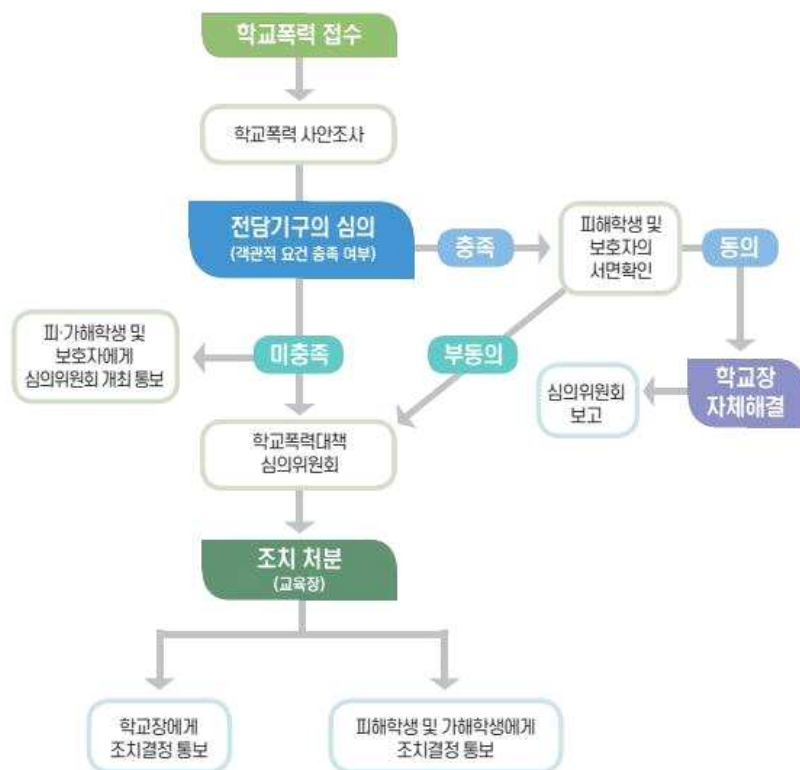 학교폭력 접수
학교폭력 사안조사
전담기구의 심의
(객관적 요건 충족 여부)
충족
피해학생 및
보호자의
서면확인
동의
피·가해학생 및
보호자에게
심의위원회 개최 통보
미충족
부동의
학교장
자체해결
심의위원회
보고
학교폭력대책
심의위원회
조치 처분
(교육장)
학교장에게
조치결정 통보
피해학생 및 가해학생에게
조치결정 통보